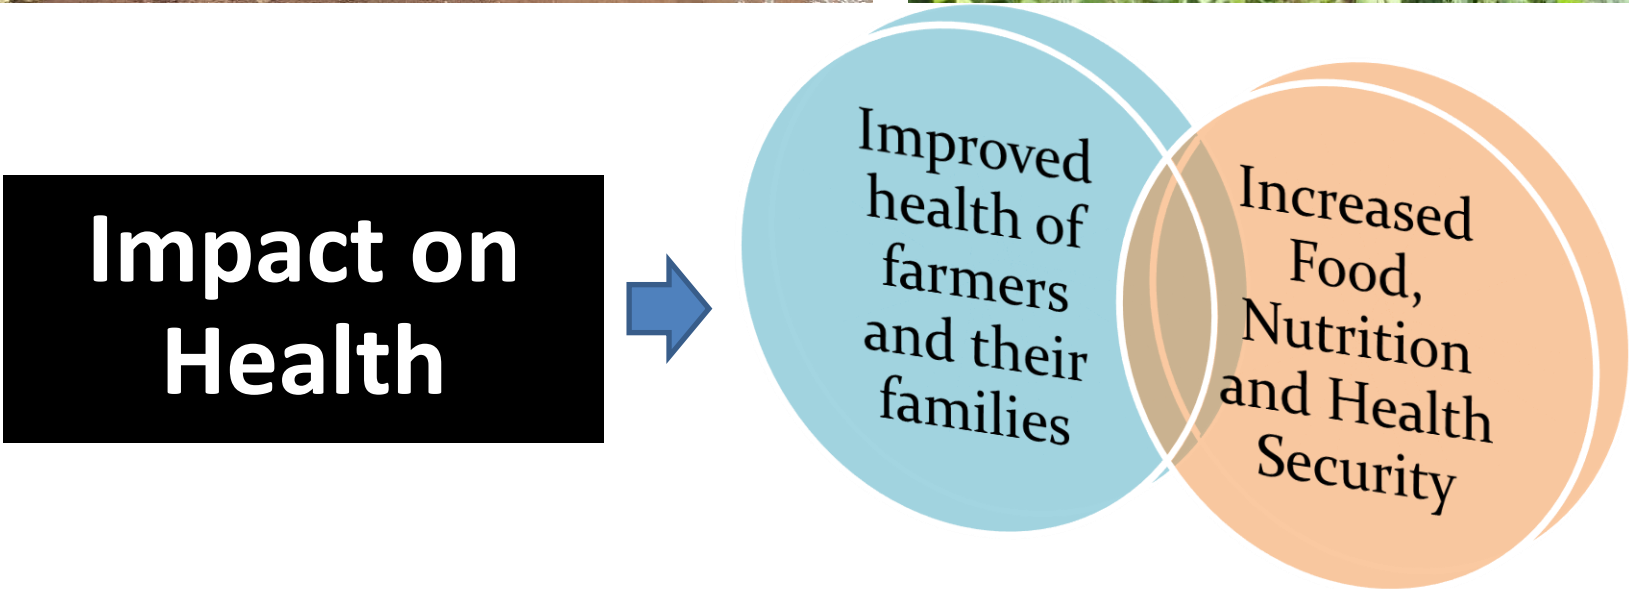 Impact on
Health
Improved
health of
farmers
and their
families
Increased
Food,
Nutrition
and Health
Security